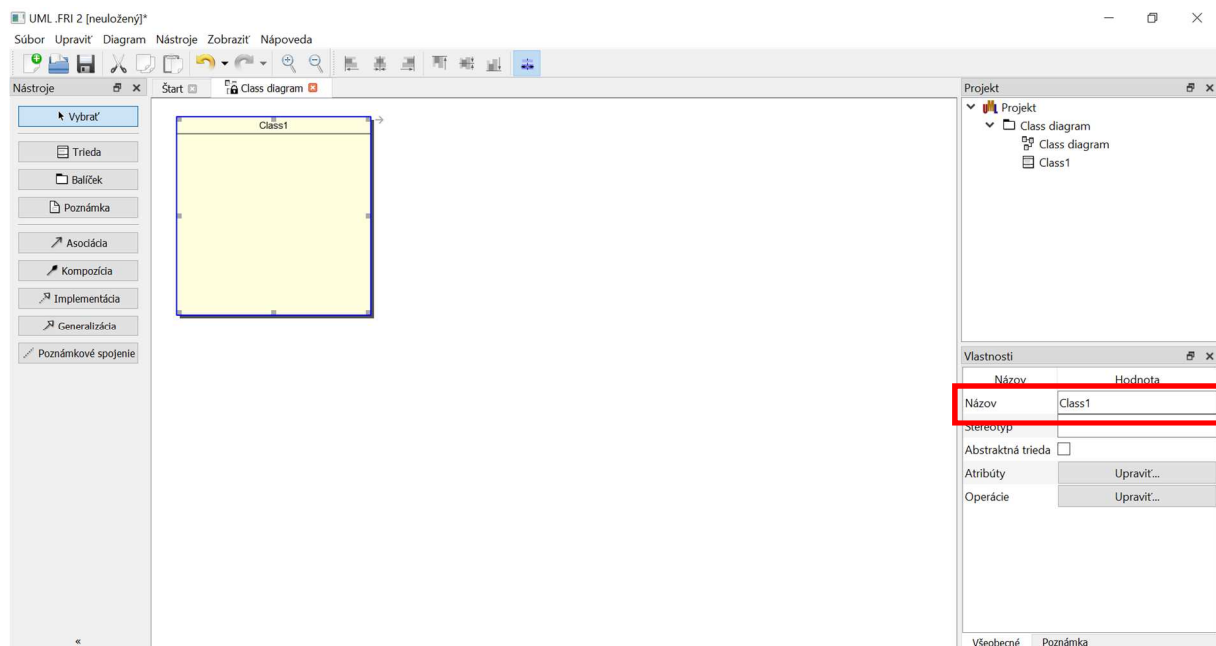 UML .FRI 2 [neuložený]*
Súbor Upraviť Diagram Nástroje Zobraziť Nápoveda
Nástroje
Štart
Class diagram
Projekt
Vybrať
Trieda
Balíček
Poznámka
Asociácia
Kompozícia
Implementácia
Generalizácia
Poznámkové spojenie
«
Class1
Projekt
Class diagram
Class diagram
Class1
Vlastnosti
Názov Hodnota
Názov Class1
Stereotyp
Abstraktná trieda
Atribúty Upraviť...
Operácie Upraviť...
Všeobecné Poznámka